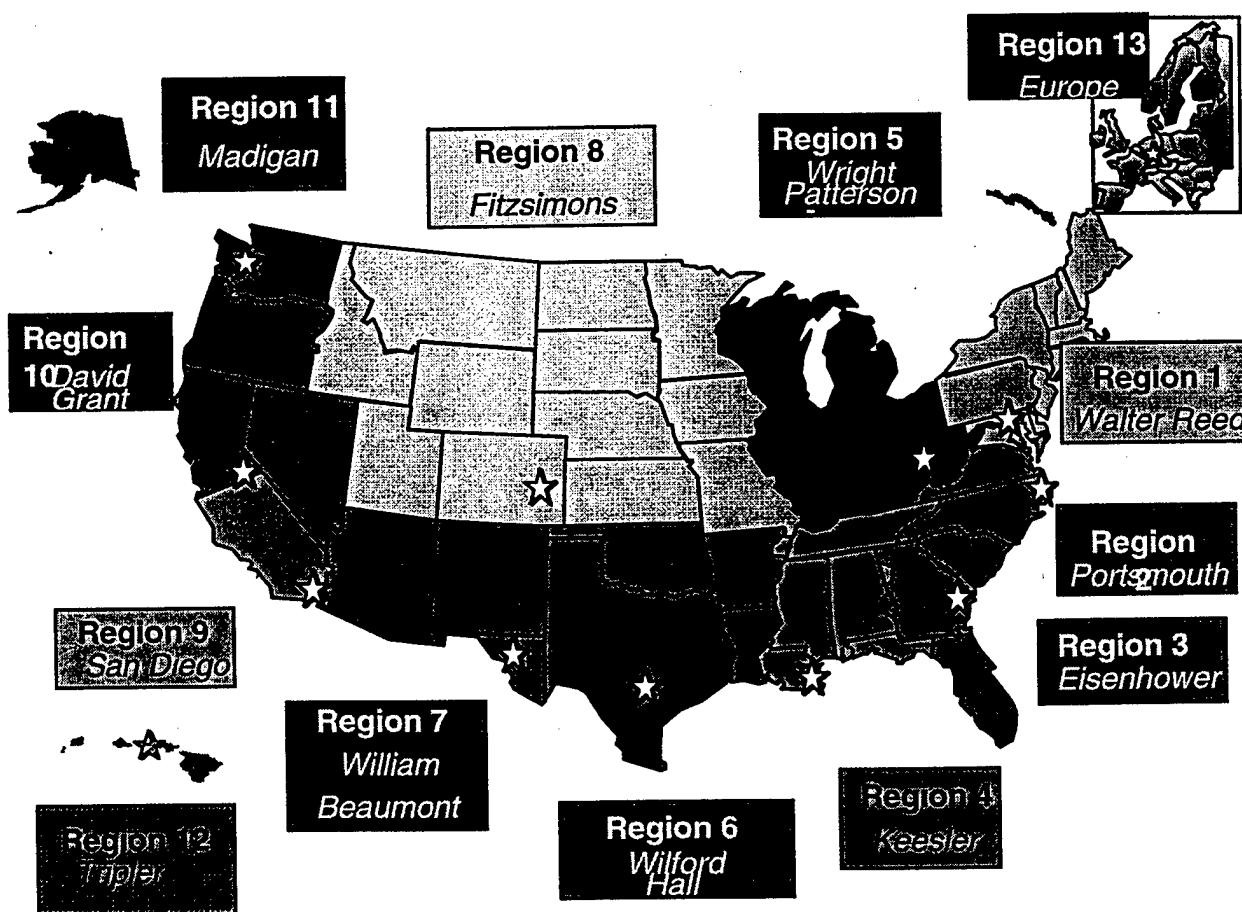 Region 13
Europe
Region 11
Madigan
Region 8
Fitzsimons
Region 5
Wright
Patterson
Region
10David
Grant
Region 1
Walter Reed
Region
2
Portsmouth
Region 9
San Diego
Region 3
Eisenhower
Region 7
William
Beaumont
Region 4
Keesler
Region 12
Tripler
Region 6
Wilford
Hall